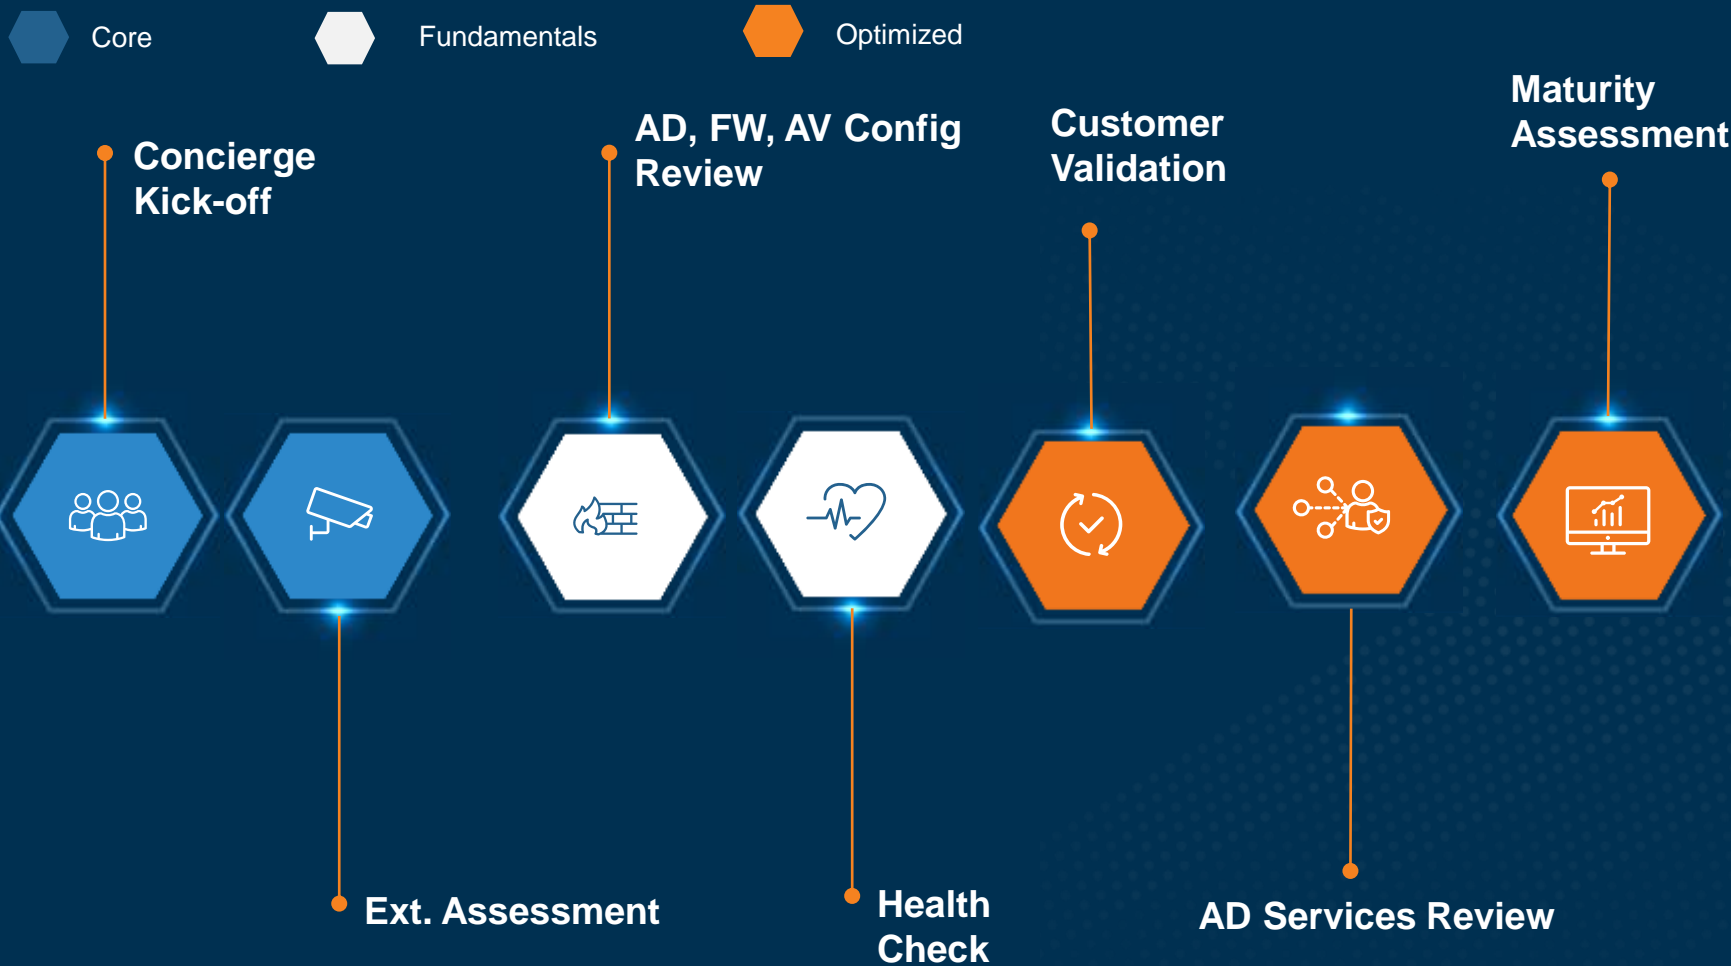 Core
Fundamentals
Optimized
Concierge
Kick-off
AD, FW, AV Config
Review
Customer
Validation
Maturity
Assessment
Ext. Assessment
Health
Check
AD Services Review